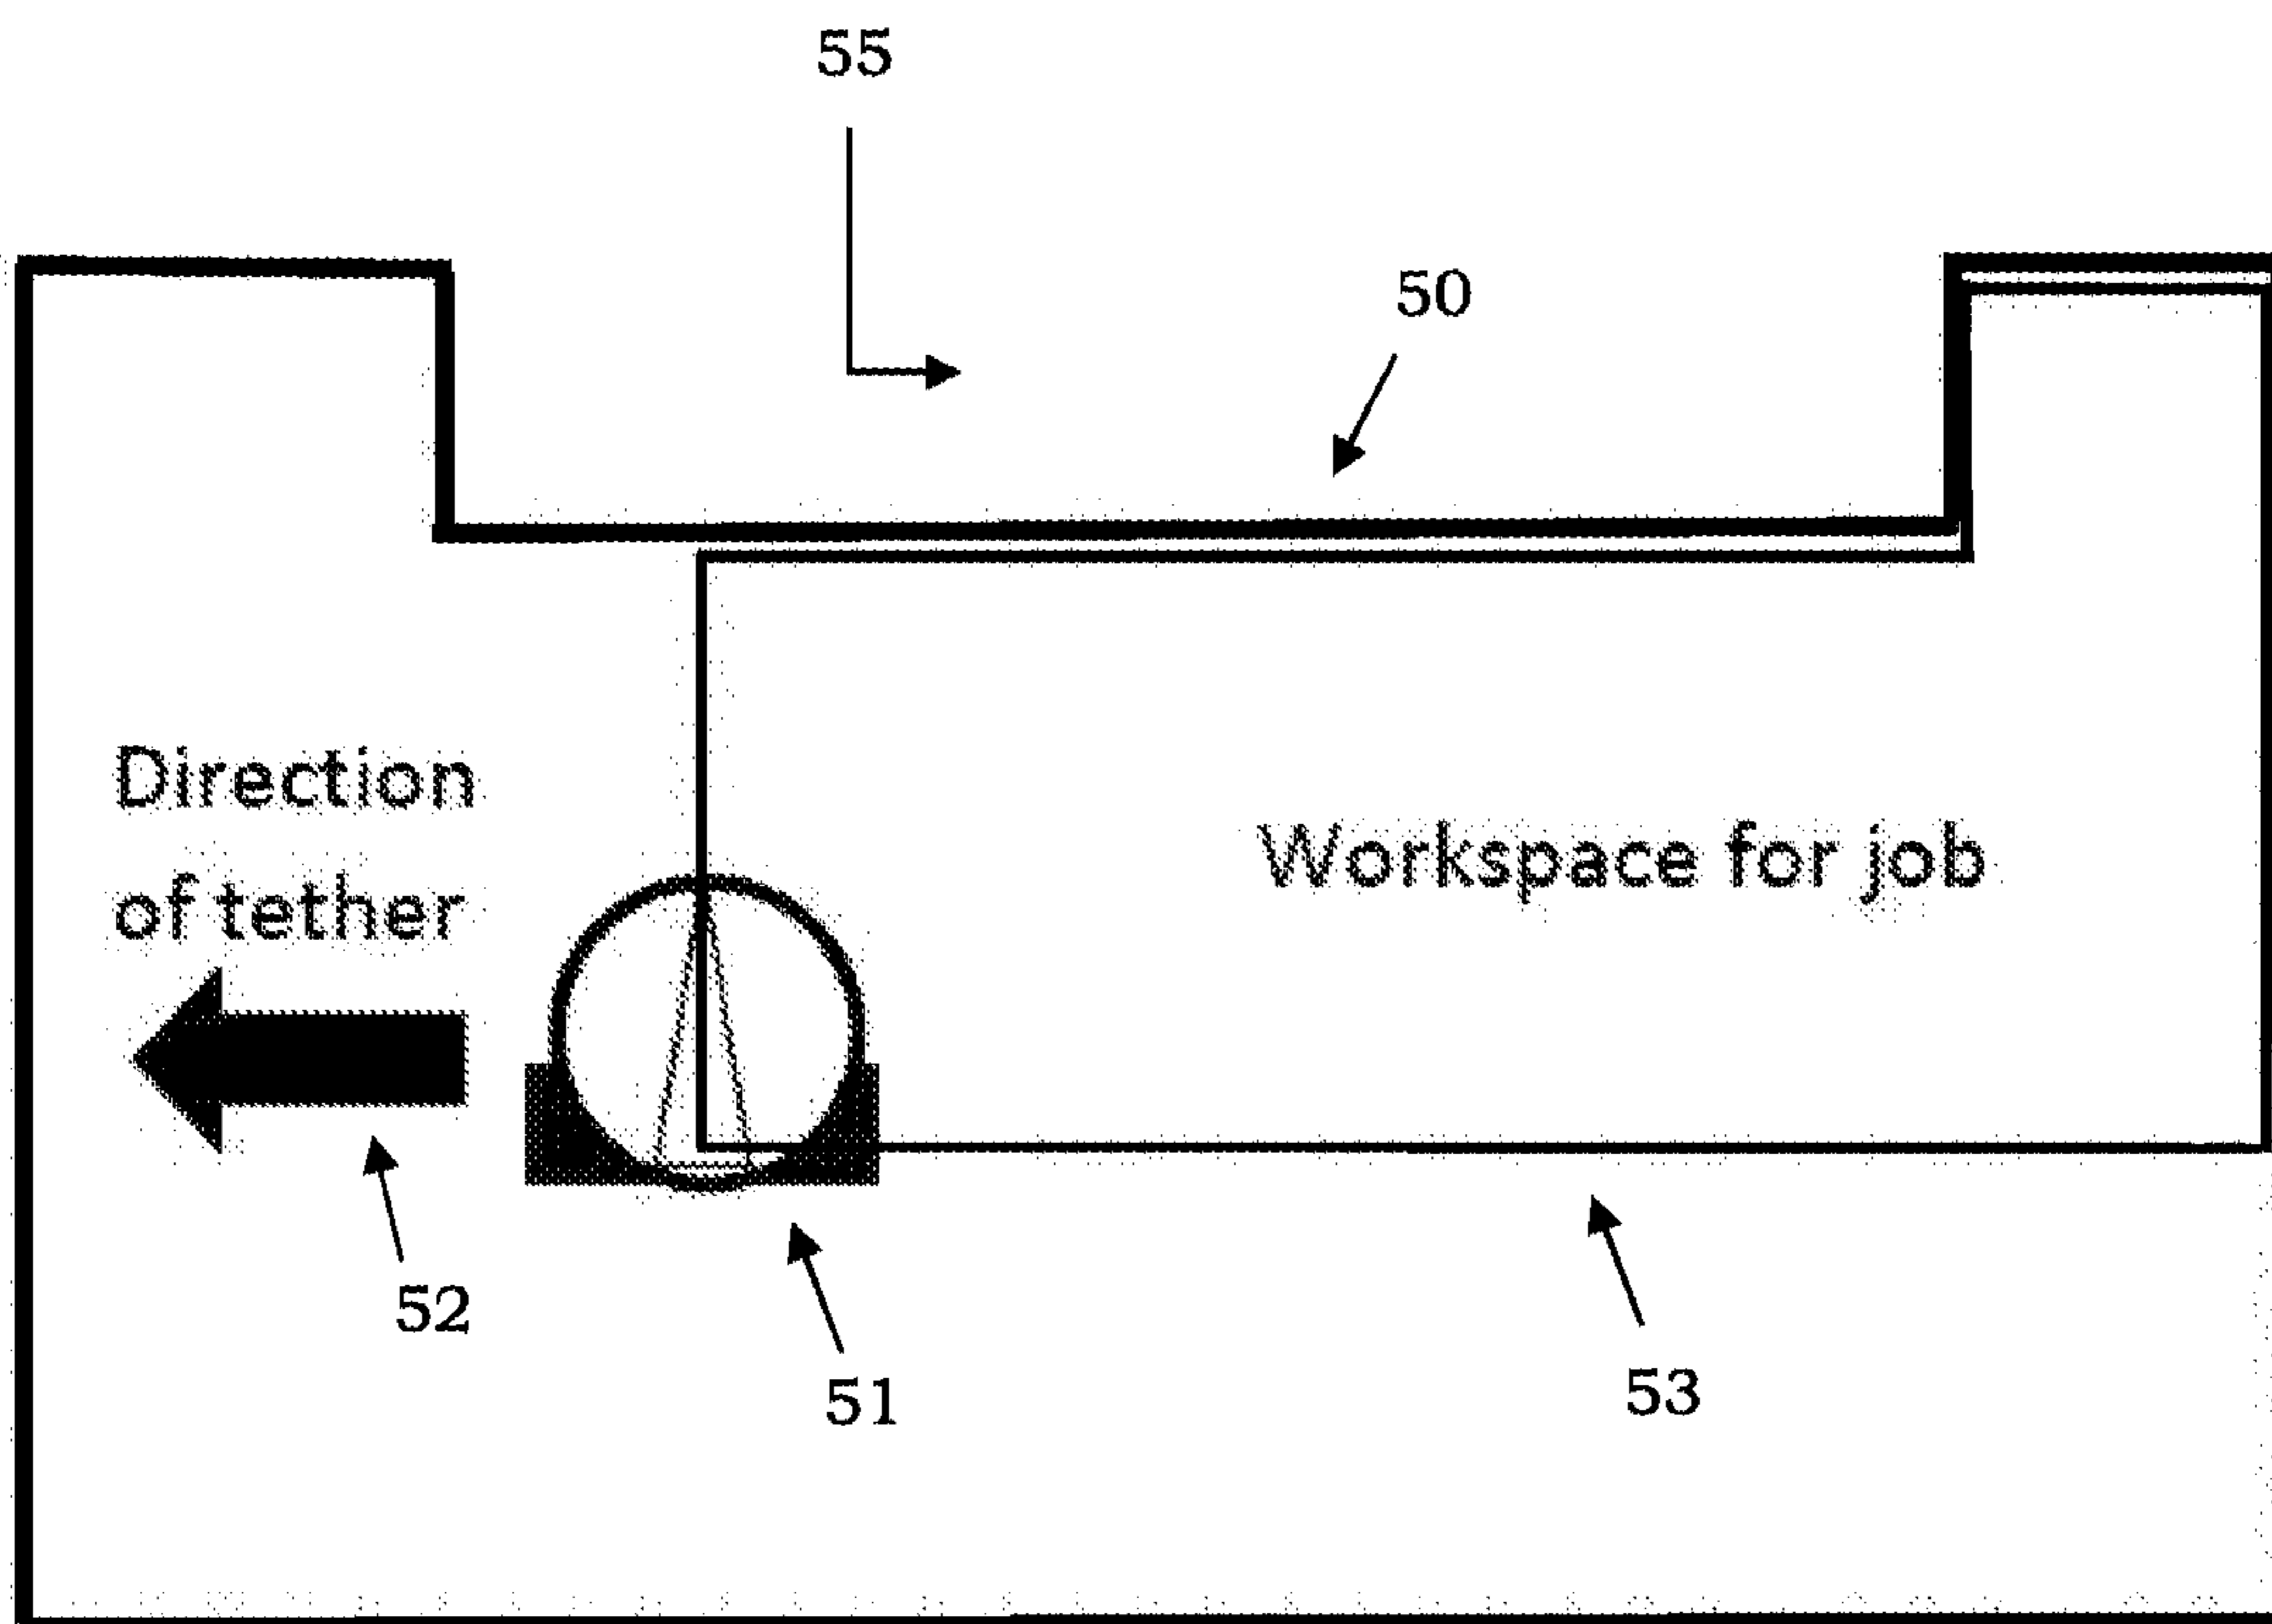 55
50
Direction
of tether
Workspace for job
52
51
53